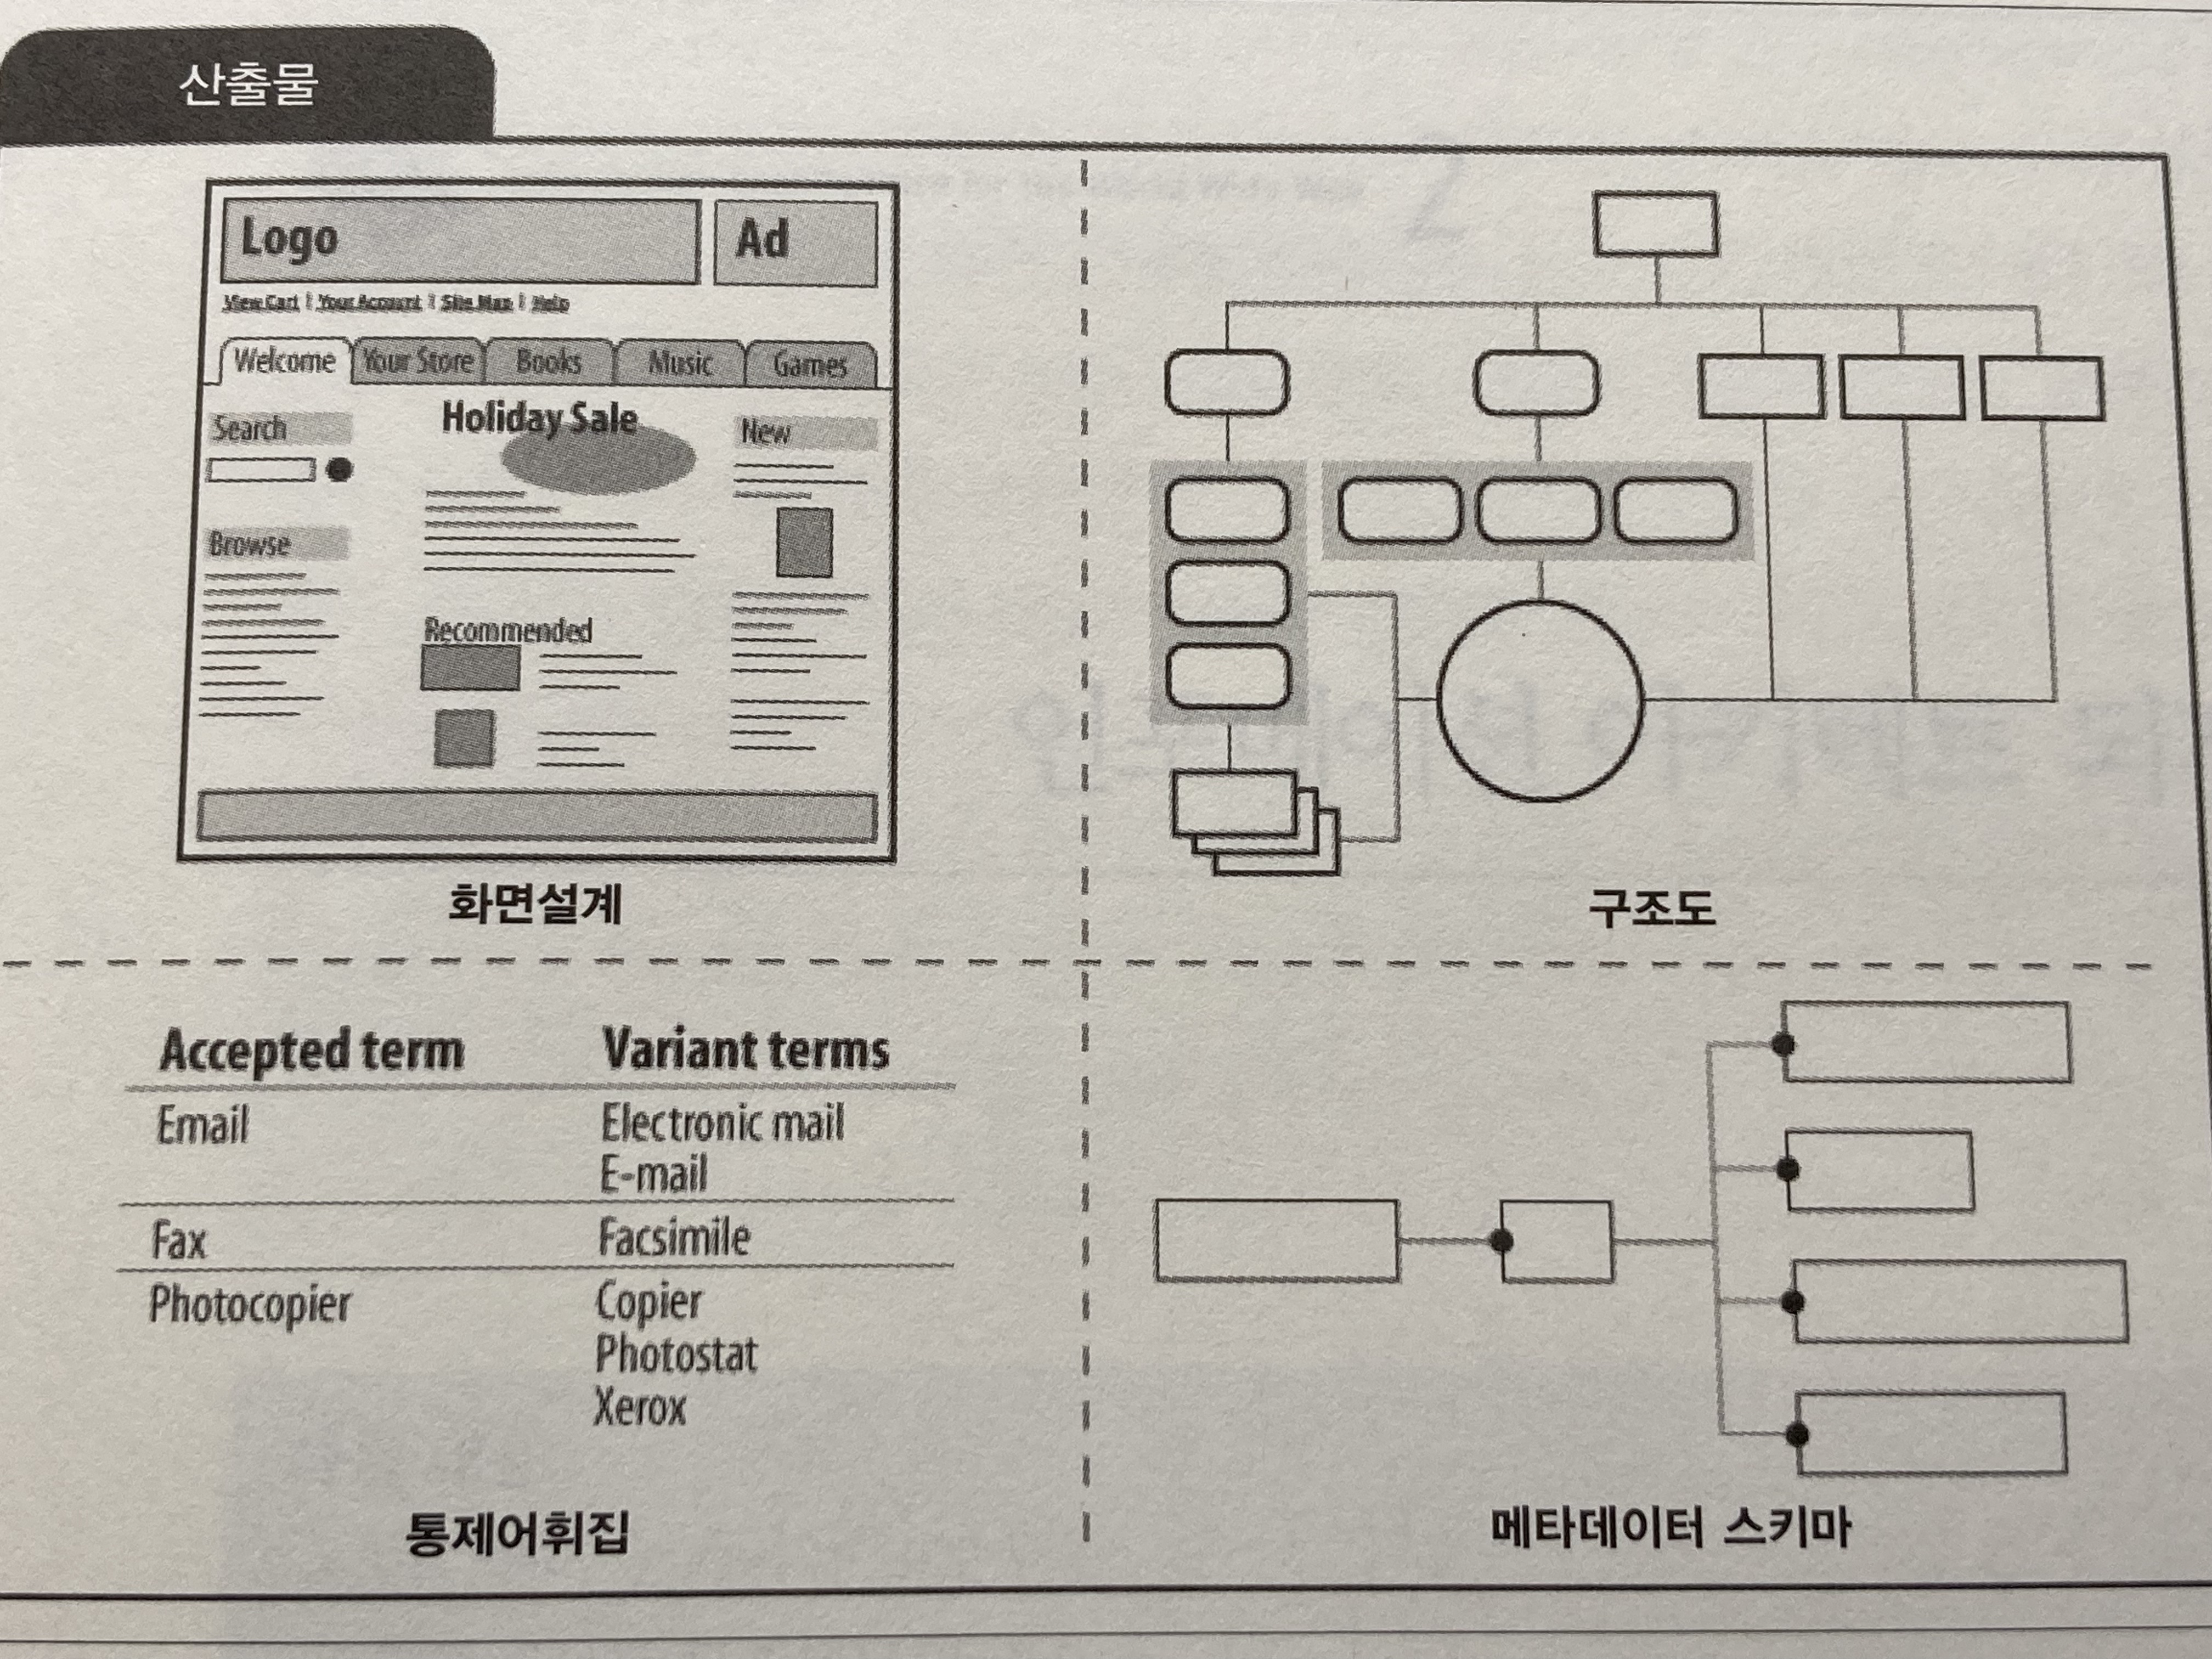 산출물
Logo
Ad
View Cart | Your Account | Site Map | Help
Welcome Your Store Books Music Games
Search
Holiday Sale
New
Browse
Recommended
화면설계
구조도
Accepted term Variant terms
Email Electronic mail
E-mail
Fax Facsimile
Photocopier Copier
Photostat
Xerox
통제어휘집
메타데이터 스키마